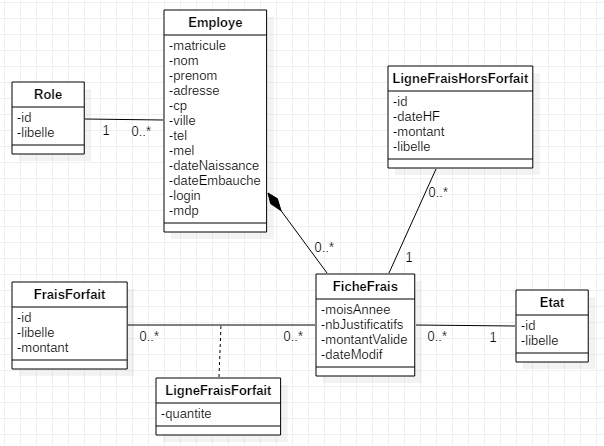 Employe
-matricule
-nom
-prenom
-adresse
-cp
-ville
-tel
-mel
-dateNaissance
-dateEmbauche
-login
-mdp
Role
-id
-libelle
1
0..*
LigneFraisHorsForfait
-id
-dateHF
-montant
-libelle
0..*
1
0..*
FicheFrais
-moisAnnee
-nbJustificatifs
-montantValide
-dateModif
FraisForfait
-id
-libelle
-montant
0..*
0..*
0..*
1
Etat
-id
-libelle
LigneFraisForfait
-quantite